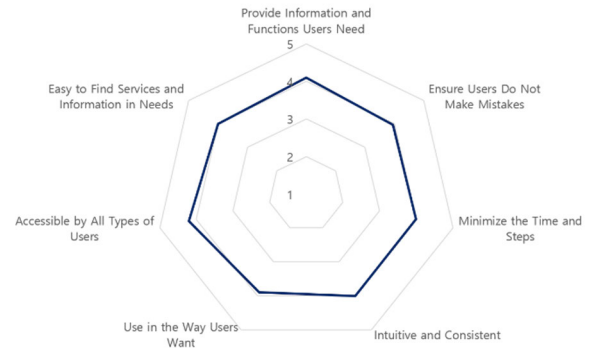 Provide Information and
Functions Users Need
5
4
3
2
1
Ensure Users Do Not
Make Mistakes
Minimize the Time and
Steps
Intuitive and Consistent
Use in the Way Users
Want
Accessible by All Types of
Users
Easy to Find Services and
Information in Needs